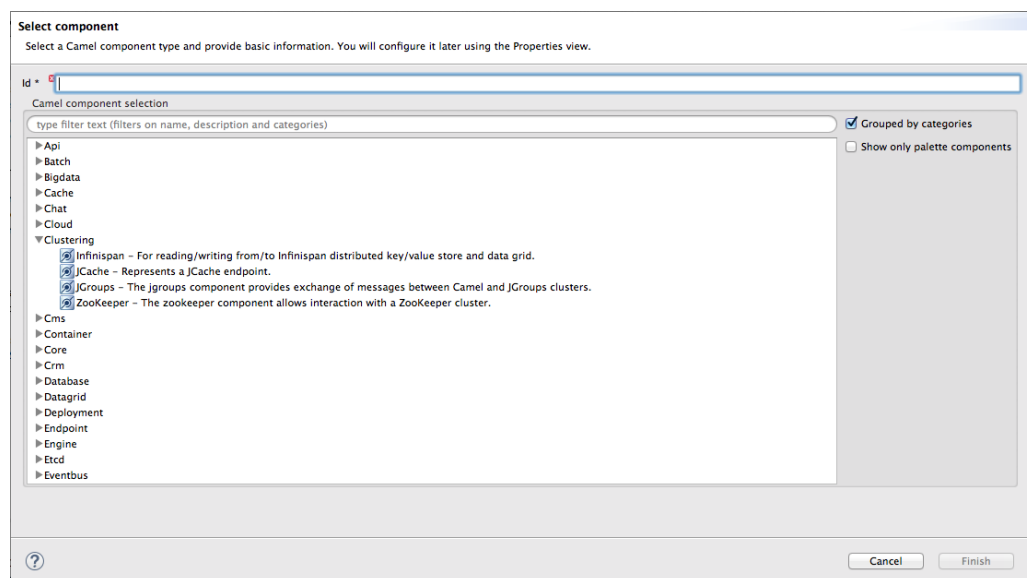 Select component
Select a Camel component type and provide basic information. You will configure it later using the Properties view.
Id *
Camel component selection
type filter text (filters on name, description and categories)
Grouped by categories
Show only palette components
Api
Batch
Bigdata
Cache
Chat
Cloud
Clustering
Infinispan – For reading/writing from/to Infinispan distributed key/value store and data grid.
JCache – Represents a JCache endpoint.
JGroups – The jgroups component provides exchange of messages between Camel and JGroups clusters.
ZooKeeper – The zookeeper component allows interaction with a ZooKeeper cluster.
Cms
Container
Core
Crm
Database
Datagrid
Deployment
Endpoint
Engine
Etcd
Eventbus
?
Cancel
Finish